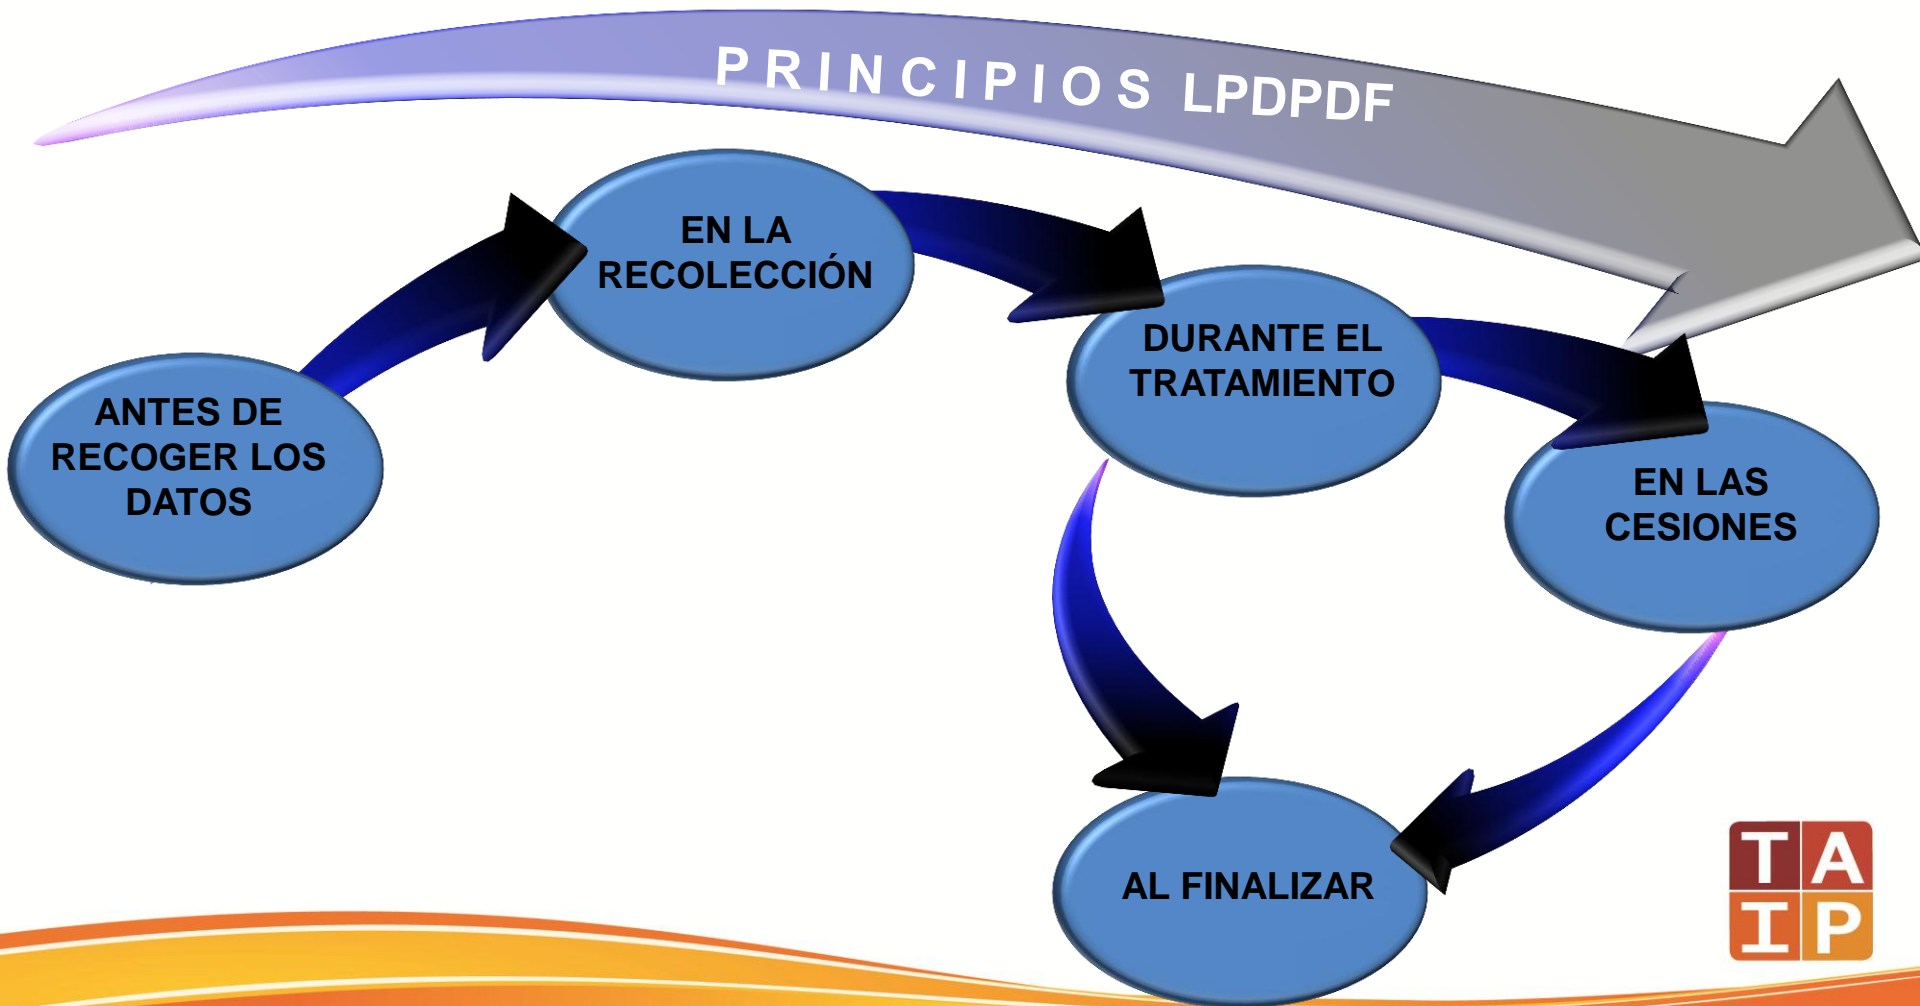 PRINCIPIOS LPDPDF
EN LA
RECOLECCIÓN
DURANTE EL
TRATAMIENTO
ANTES DE
RECOGER LOS
DATOS
EN LAS
CESIONES
AL FINALIZAR
TA
IP